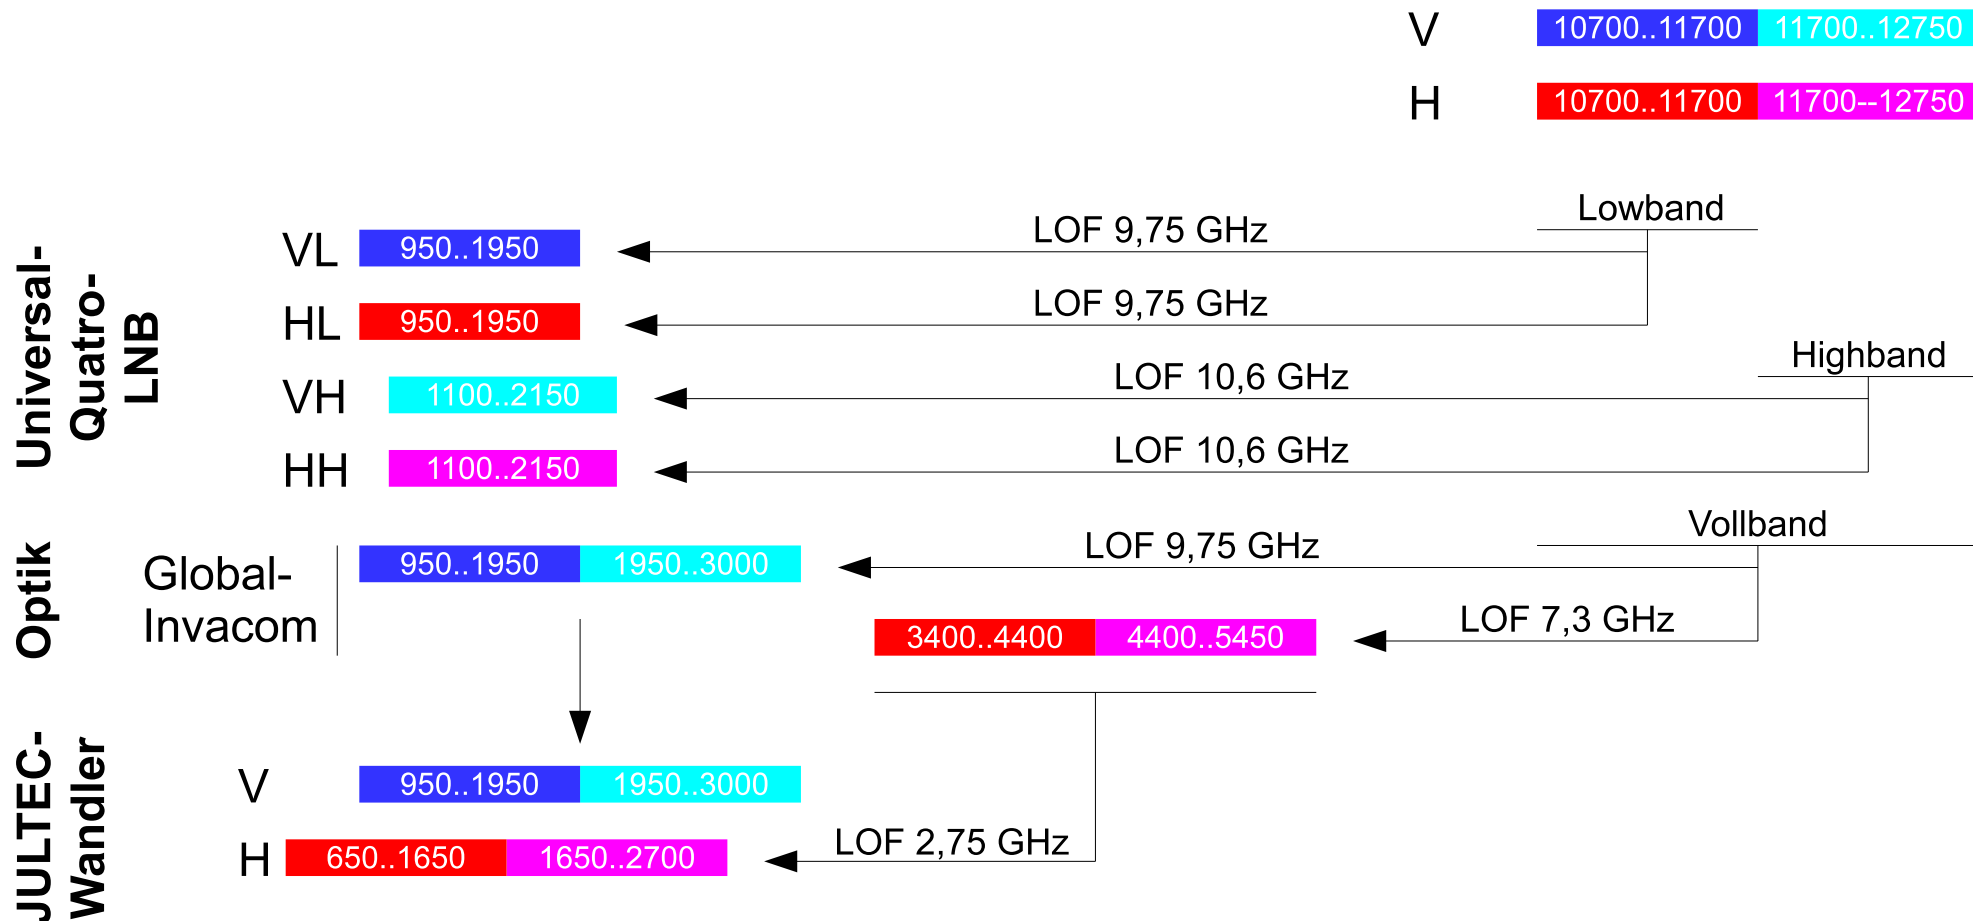 V 10700..11700 11700..12750
H 10700..11700 11700--12750
Lowband
Universal-
Quatro-
LNB
VL 950..1950 LOF 9,75 GHz
HL 950..1950 LOF 9,75 GHz
Highband
VH 1100..2150 LOF 10,6 GHz
HH 1100..2150 LOF 10,6 GHz
Vollband
Optik
Global-
Invacom
950..1950 1950..3000 LOF 9,75 GHz
3400..4400 4400..5450 LOF 7,3 GHz
JULTEC-
Wandler
V 950..1950 1950..3000
H 650..1650 1650..2700 LOF 2,75 GHz